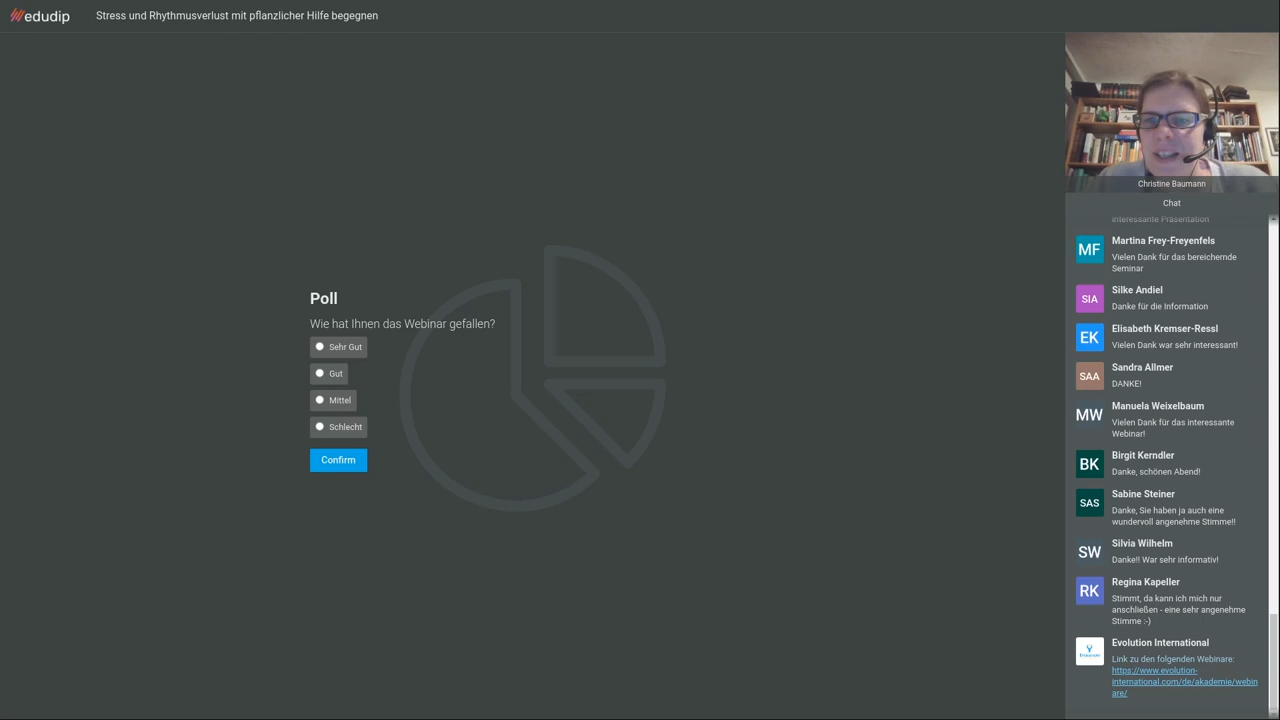 edudip
Stress und Rhythmusverlust mit pflanzlicher Hilfe begegnen
Poll
Wie hat Ihnen das Webinar gefallen?
Sehr Gut
Gut
Mittel
Schlecht
Confirm
Christine Baumann
Chat
interessante Präsentation
MF
Martina Frey-Freyenfels
Vielen Dank für das bereichernde
Seminar
SIA
Silke Andiel
Danke für die Information
EK
Elisabeth Kremser-Ressl
Vielen Dank war sehr interessant!
SAA
Sandra Allmer
DANKE!
MW
Manuela Weixelbaum
Vielen Dank für das interessante
Webinar!
BK
Birgit Kerndler
Danke, schönen Abend!
SAS
Sabine Steiner
Danke, Sie haben ja auch eine
wundervoll angenehme Stimme!!
SW
Silvia Wilhelm
Danke!! War sehr informativ!
RK
Regina Kapeller
Stimmt, da kann ich mich nur
anschließen - eine sehr angenehme
Stimme :-)
Evolution International
Link zu den folgenden Webinare:
https://www.evolution-
international.com/de/akademie/webin
are/